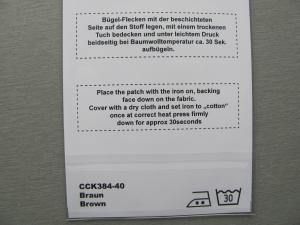 Bügel-Flecken mit der beschichteten
Seite auf den Stoff legen, mit einem trockenen
Tuch bedecken und unter leichtem Druck
beidseitig bei Baumwolltemperatur ca. 30 Sek.
aufbügeln.
Place the patch with the iron on, backing
face down on the fabric.
Cover with a dry cloth and set iron to „cotton"
once at correct heat press firmly
down for approx 30seconds
CCK384-40
Braun
Brown
30